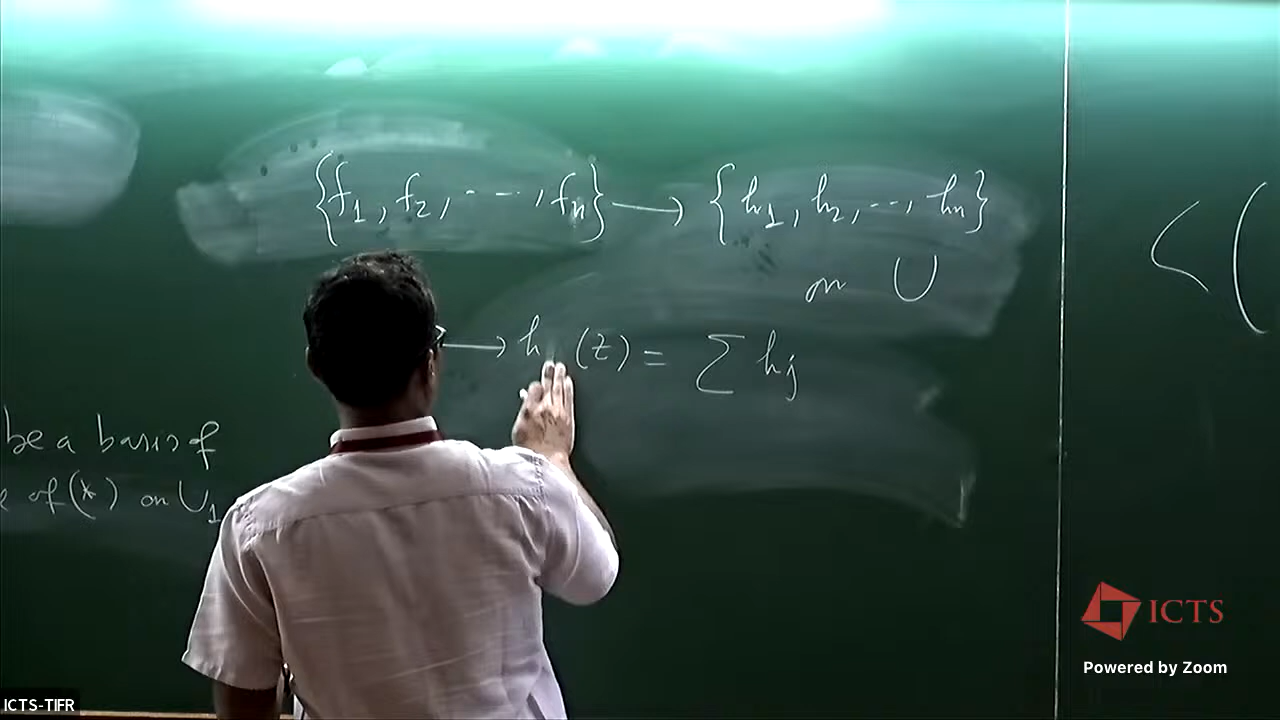 {f₁, f₂, ..., fₙ} → {h₁, h₂, .., hₙ}
on U
→ h (z) = Σ hj
be a basis of
of (*) on U₁
< (
ICTS
Powered by Zoom
ICTS-TIFR